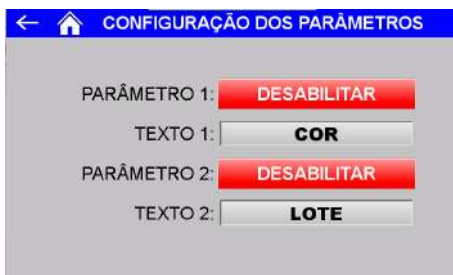 CONFIGURAÇÃO DOS PARÂMETROS
PARÂMETRO 1: DESABILITAR
TEXTO 1: COR
PARÂMETRO 2: DESABILITAR
TEXTO 2: LOTE